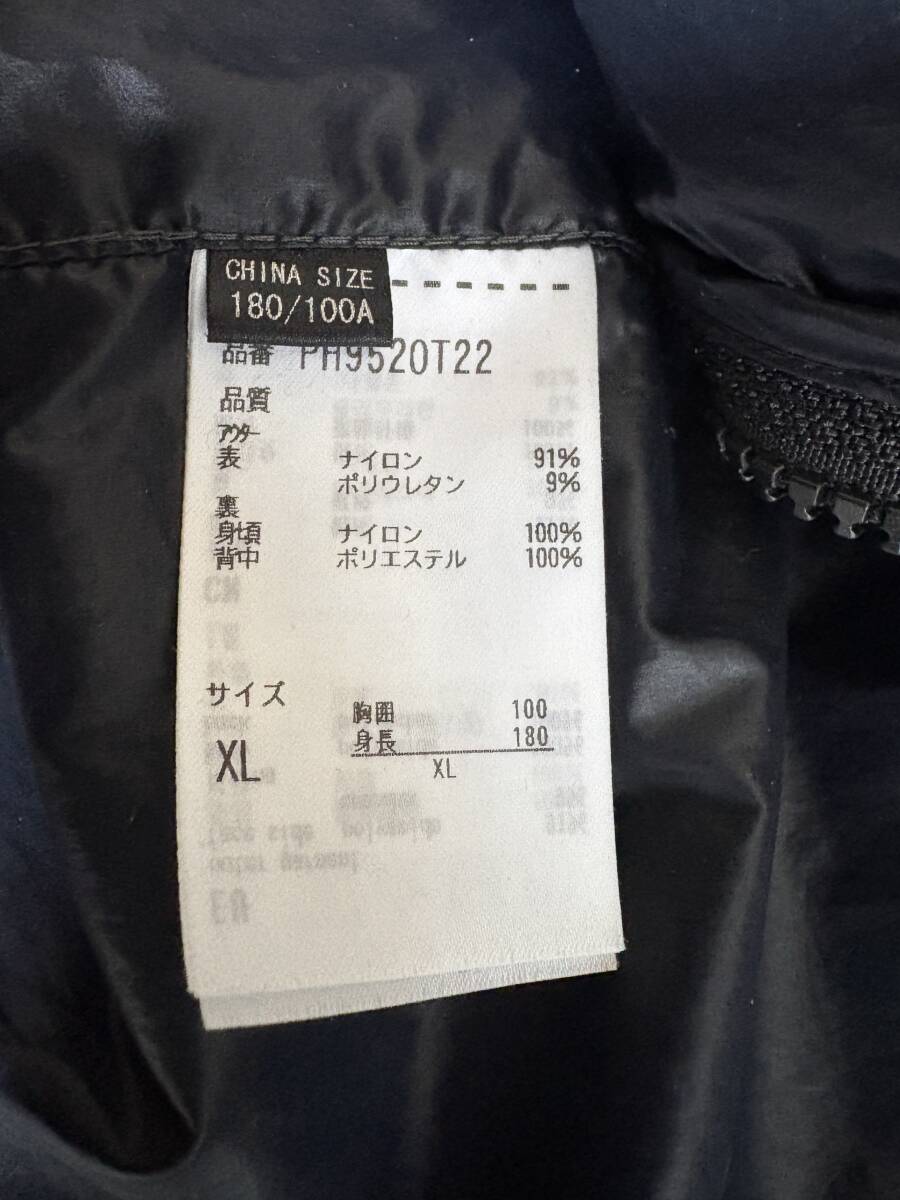 CHINA SIZE
180/100A
品番 PH9520T22
品質
アウター
表 ナイロン 91%
ポリウレタン 9%
裏
身頃 ナイロン 100%
背中 ポリエステル 100%
サイズ
XL
胸囲 100
身長 180
XL